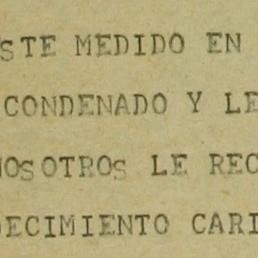 STE MEDIDO EN
CONDENADO Y LE
NOSOTROS LE REC
DECIMIENTO CARI